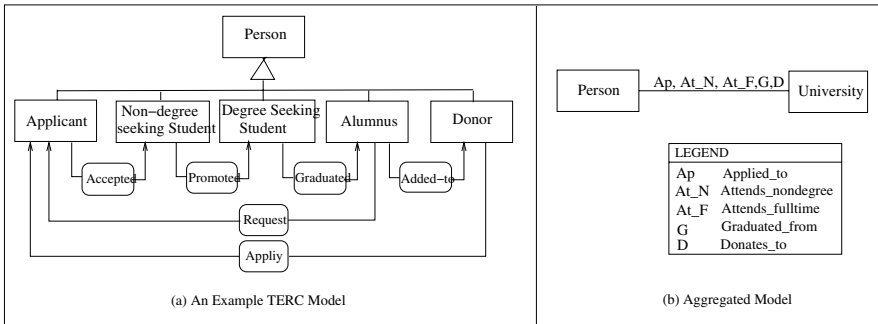 Person
Applicant
Non-degree
seeking Student
Degree Seeking
Student
Alumnus
Donor
Accepted
Promoted
Graduated
Added-to
Request
Appliy
(a) An Example TERC Model
Person
Ap, At_N, At_F,G,D
University
LEGEND
Ap Applied_to
At_N Attends_nondegree
At_F Attends_fulltime
G Graduated_from
D Donates_to
(b) Aggregated Model